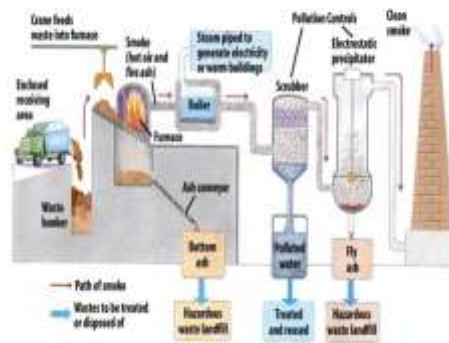 Crane feeds
waste into furnace
Smoke
(hot air and
fire ash)
Steam piped to
generate electricity
or warm buildings
Pollution Controls
Electrostatic
precipitator
Clean
smoke
Enclosed
receiving
area
Boiler
Scrubber
Furnace
Ash conveyor
Waste
bunker
Bottom
ash
Polluted
water
Fly
ash
Path of smoke
Wastes to be treated
or disposed of
Hazardous
waste landfill
Treated
and reused
Hazardous
waste landfill